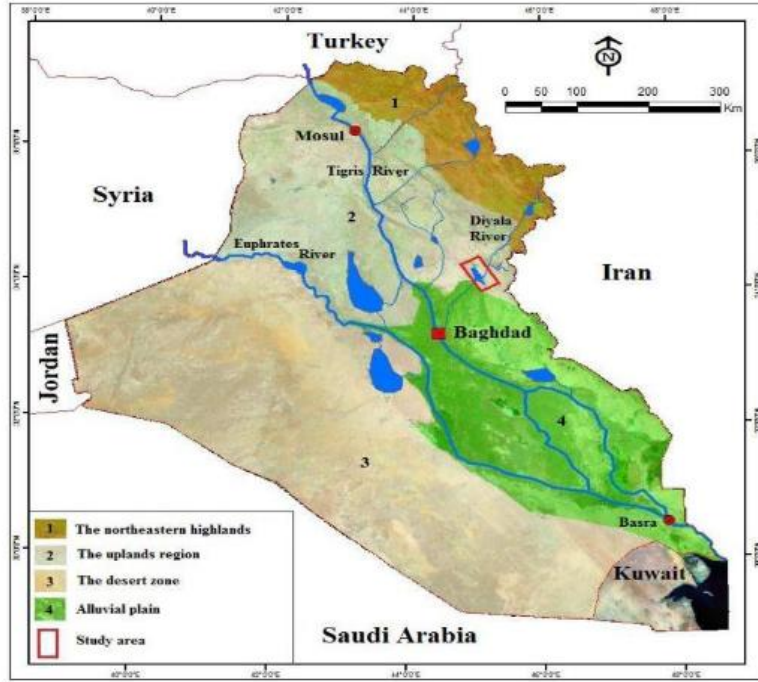 Turkey
N
0 50 100 200 300
Km
1
Mosul
Tigris River
Syria
2
Diyala
River
Euphrates
River
Iran
Baghdad
Jordan
4
3
Basra
Kuwait
Saudi Arabia
1 The northeastern highlands
2 The uplands region
3 The desert zone
4 Alluvial plain
Study area